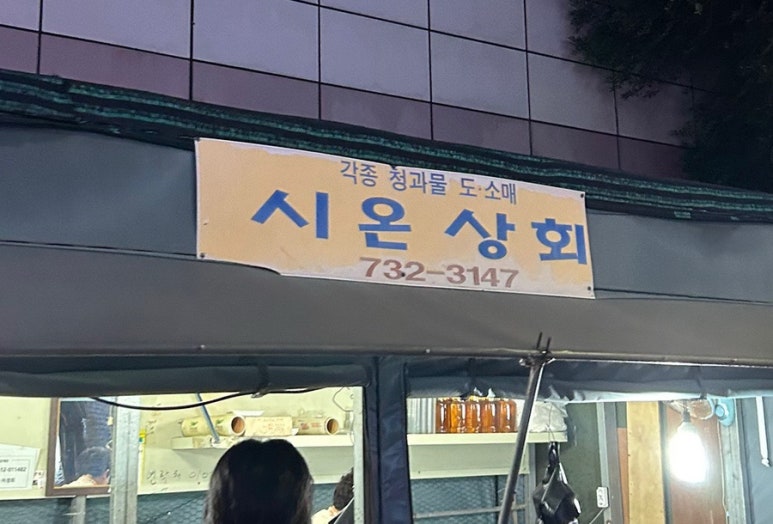 각종 청과물 도·소매
시온 상회
732-3147